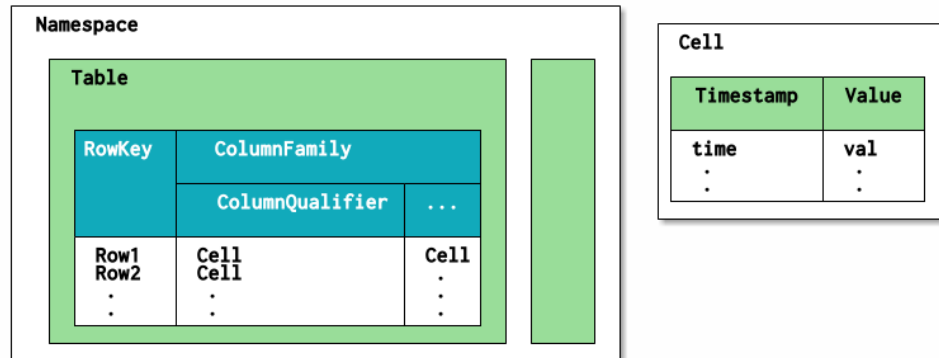 Namespace
Table
RowKey ColumnFamily
ColumnQualifier ...
Row1 Cell Cell
Row2 Cell .
. . .
. . .
Cell
Timestamp Value
time val
. .
. .